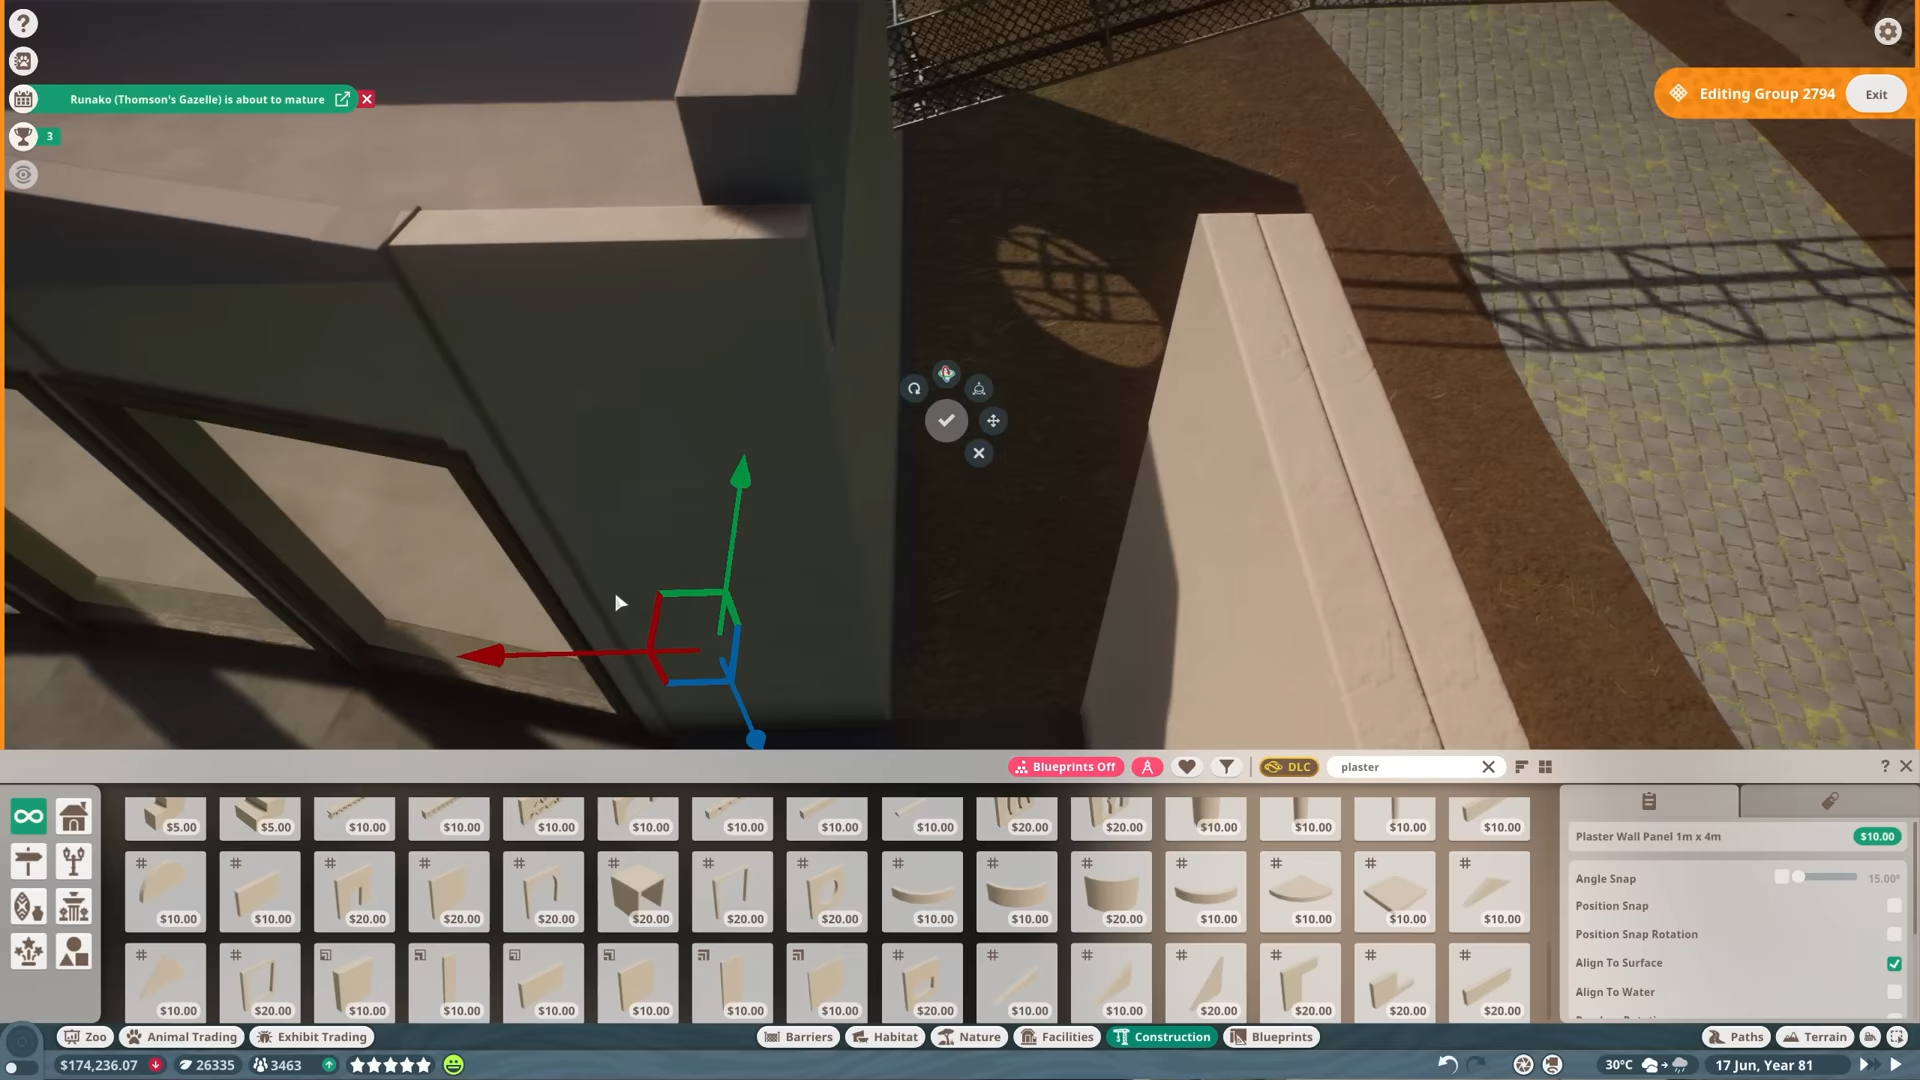 ?
Runako (Thomson's Gazelle) is about to mature
3
Editing Group 2794
Exit
Blueprints Off
DLC
plaster
?
$5.00 $5.00 $10.00 $10.00 $10.00 $10.00 $10.00 $10.00 $10.00 $20.00 $20.00 $10.00 $10.00 $10.00 $10.00
$10.00 $10.00 $20.00 $20.00 $20.00 $20.00 $20.00 $20.00 $10.00 $10.00 $20.00 $10.00 $10.00 $10.00 $10.00
$10.00 $20.00 $10.00 $10.00 $10.00 $10.00 $10.00 $10.00 $20.00 $10.00 $10.00 $20.00 $20.00 $20.00 $20.00
Plaster Wall Panel 1m x 4m $10.00
Angle Snap 15.00°
Position Snap
Position Snap Rotation
Align To Surface
Align To Water
Zoo Animal Trading Exhibit Trading Barriers Habitat Nature Facilities Construction Blueprints Paths Terrain
$174,236.07 26335 3463 30°C 17 Jun, Year 81